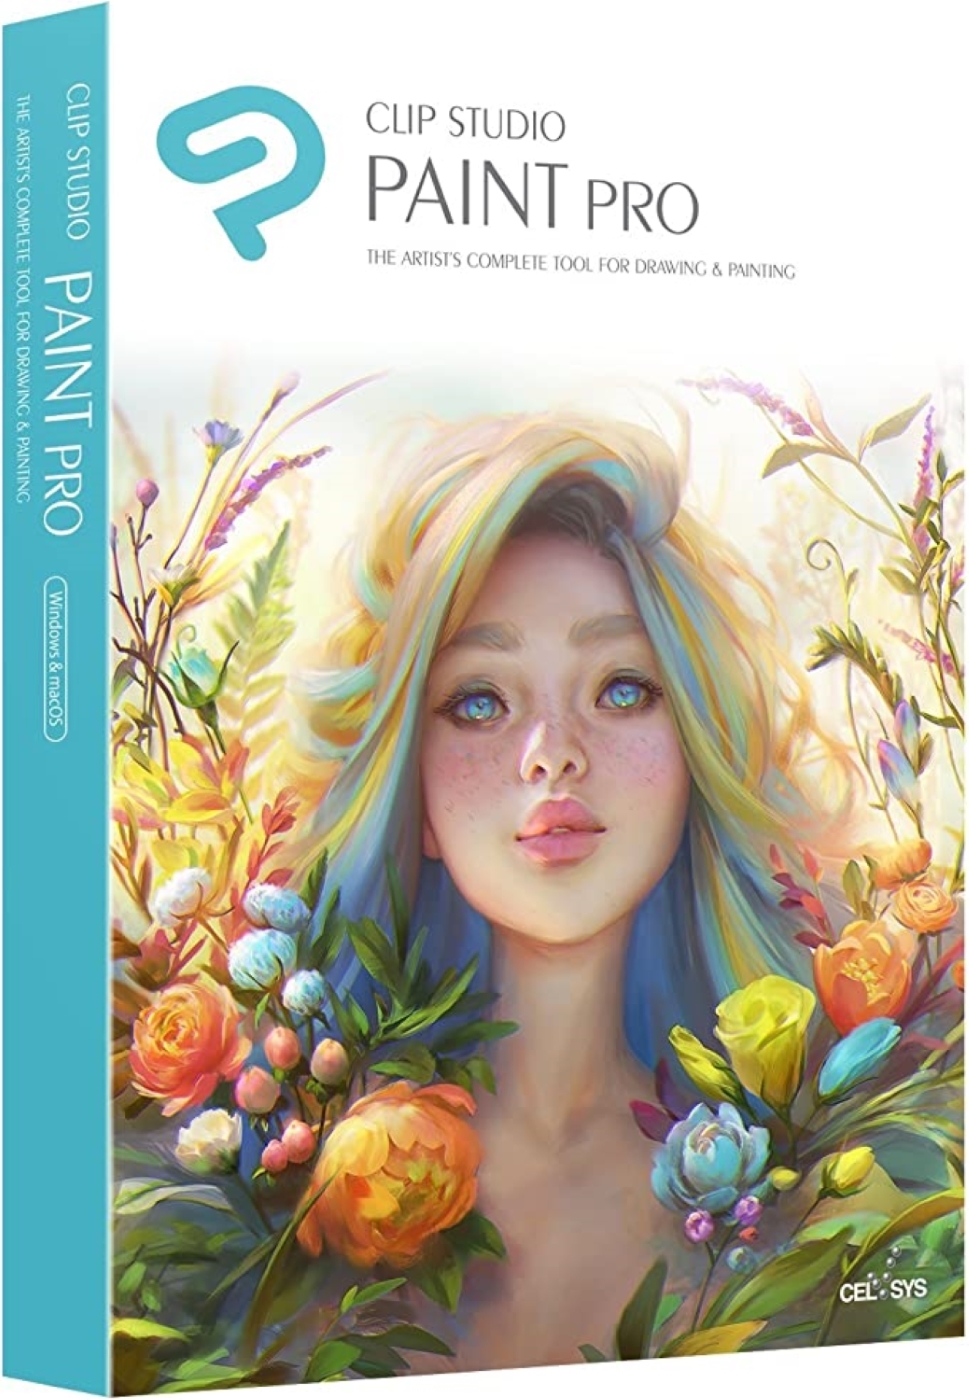 CLIP STUDIO
PAINT PRO
THE ARTIST'S COMPLETE TOOL FOR DRAWING & PAINTING
CLIP STUDIO PAINT PRO Windows & macOS
THE ARTIST'S COMPLETE TOOL FOR DRAWING & PAINTING
CELSYS